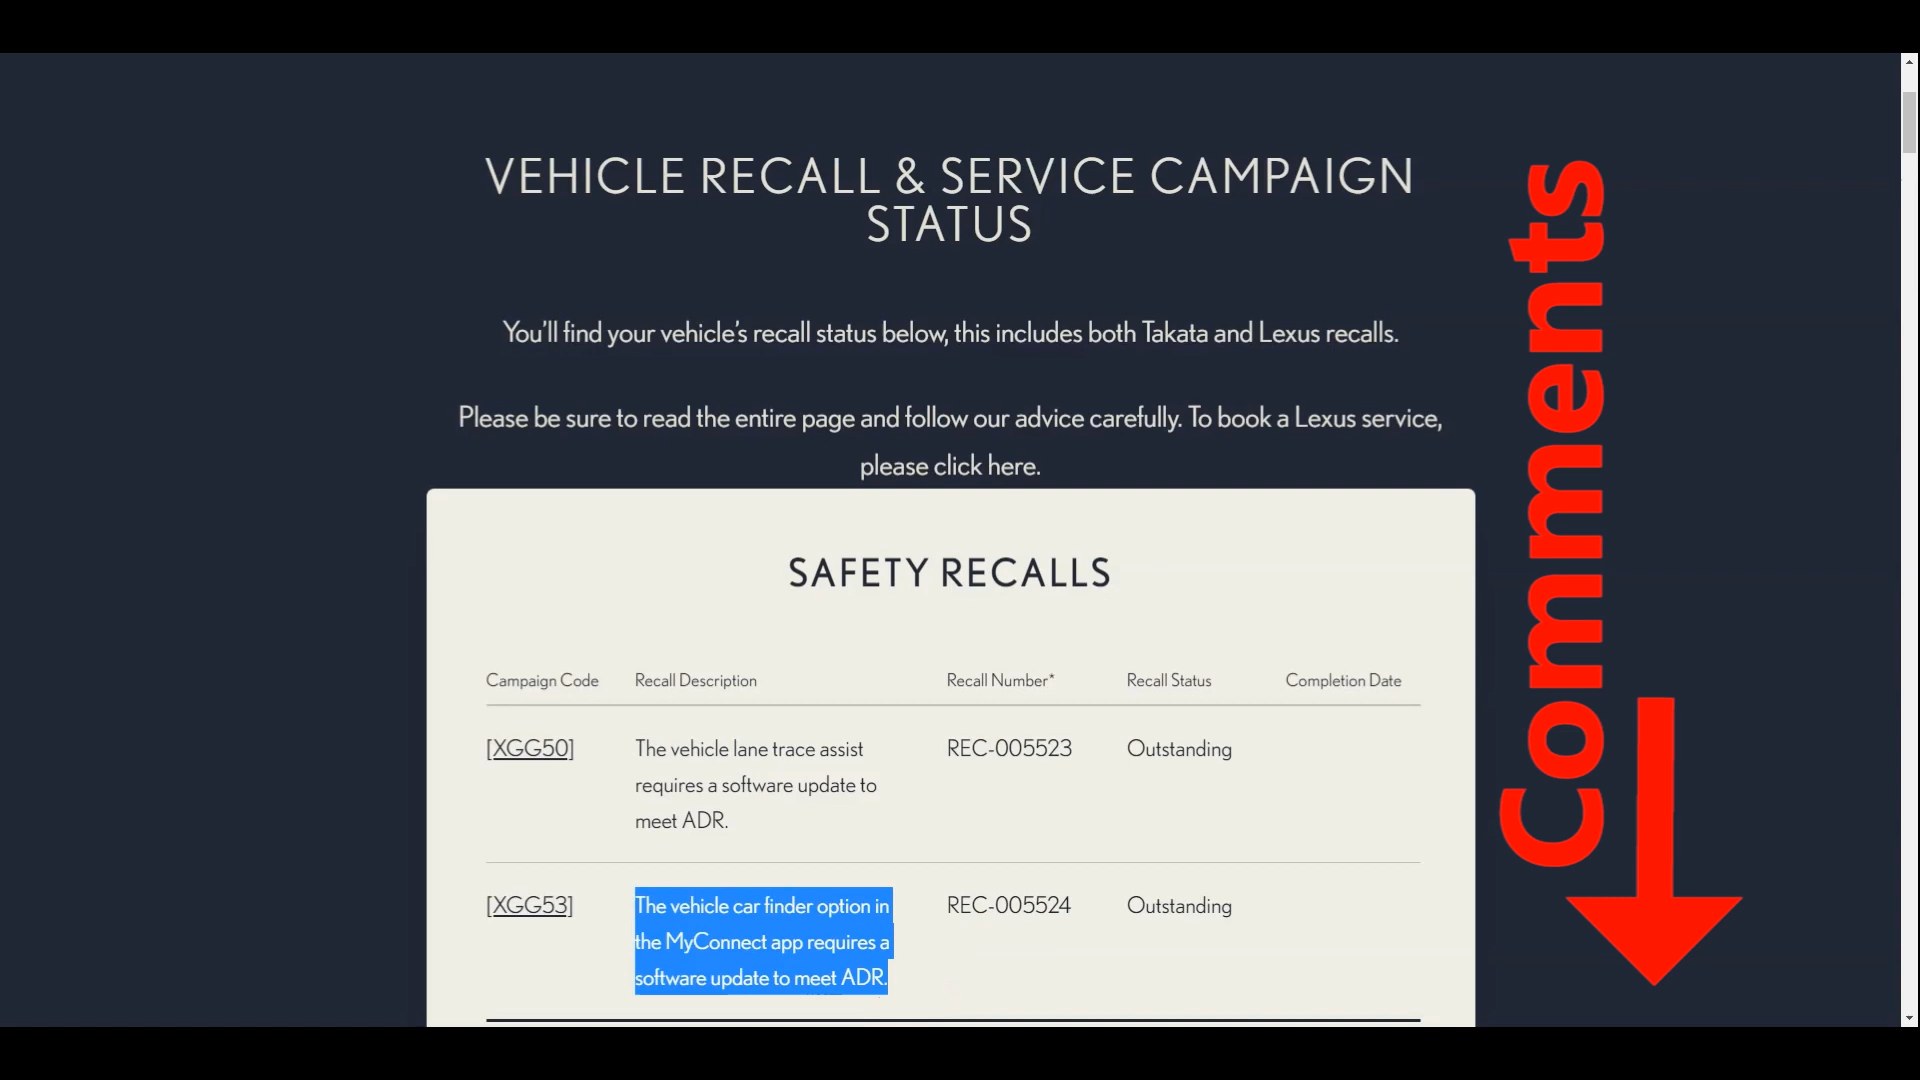 VEHICLE RECALL & SERVICE CAMPAIGN
STATUS
You'll find your vehicle's recall status below, this includes both Takata and Lexus recalls.
Please be sure to read the entire page and follow our advice carefully. To book a Lexus service,
please click here.
SAFETY RECALLS
Campaign Code Recall Description Recall Number* Recall Status Completion Date
[XGG50] The vehicle lane trace assist REC-005523 Outstanding
requires a software update to
meet ADR.
[XGG53] The vehicle car finder option in REC-005524 Outstanding
the MyConnect app requires a
software update to meet ADR.
Comments